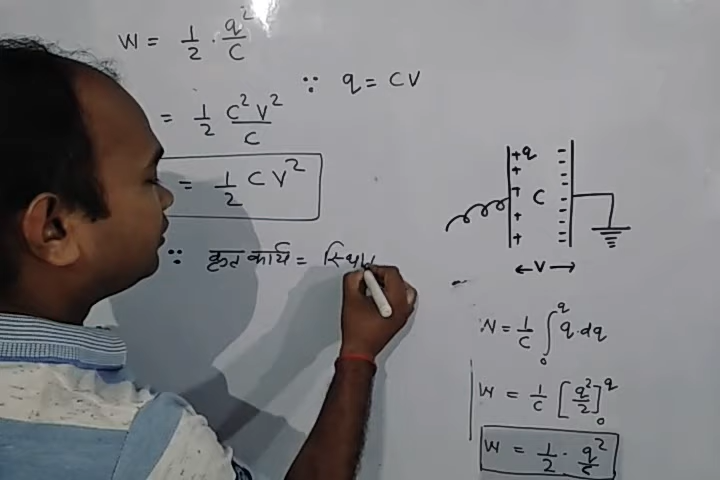 W = 1/2 · q²/C
∵ q = CV
= 1/2 C²V²/C
= 1/2 CV²
∵ कृत कार्य =
+q
+ + + +
- - - - - - - - -
C
← V →
W = 1/C ∫₀^q q·dq
W = 1/C [q²/2]₀^q
W = 1/2 · q²/C